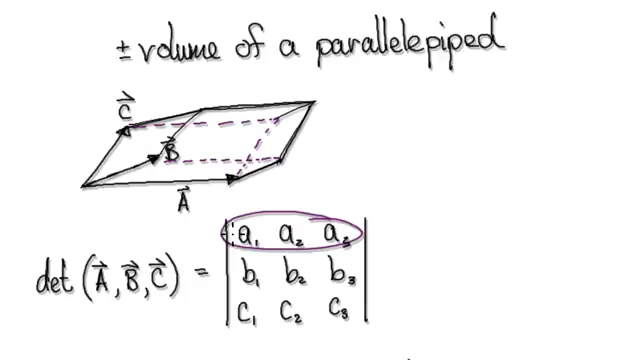 ± volume of a parallelepiped
C⃗
B⃗
A⃗
a₁ a₂ a₃
det (A⃗, B⃗, C⃗) = b₁ b₂ b₃
c₁ c₂ c₃